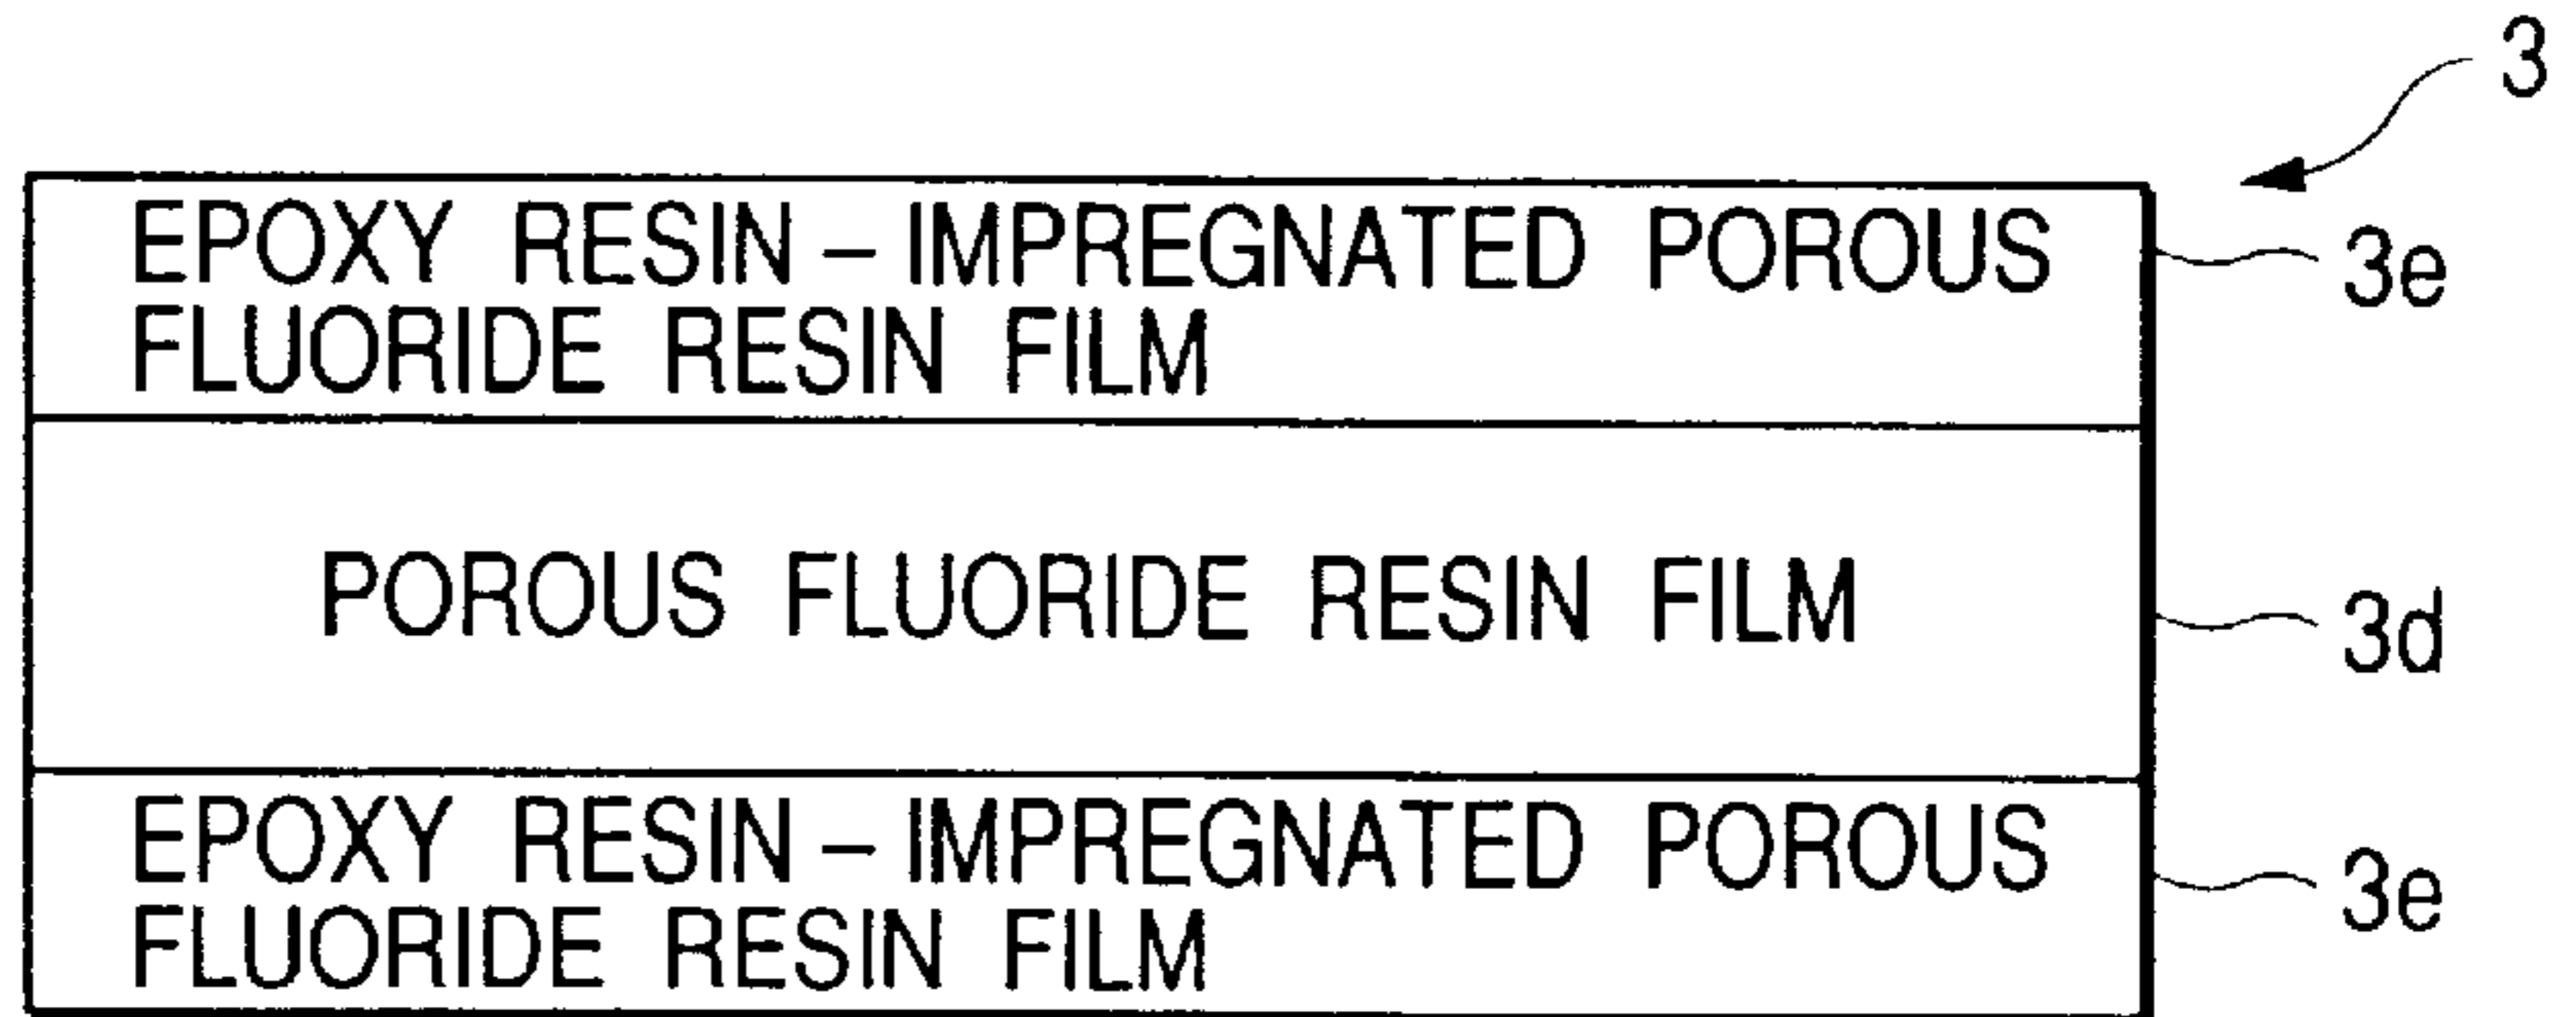 3
EPOXY RESIN-IMPREGNATED POROUS
FLUORIDE RESIN FILM
3e
POROUS FLUORIDE RESIN FILM
3d
EPOXY RESIN-IMPREGNATED POROUS
FLUORIDE RESIN FILM
3e